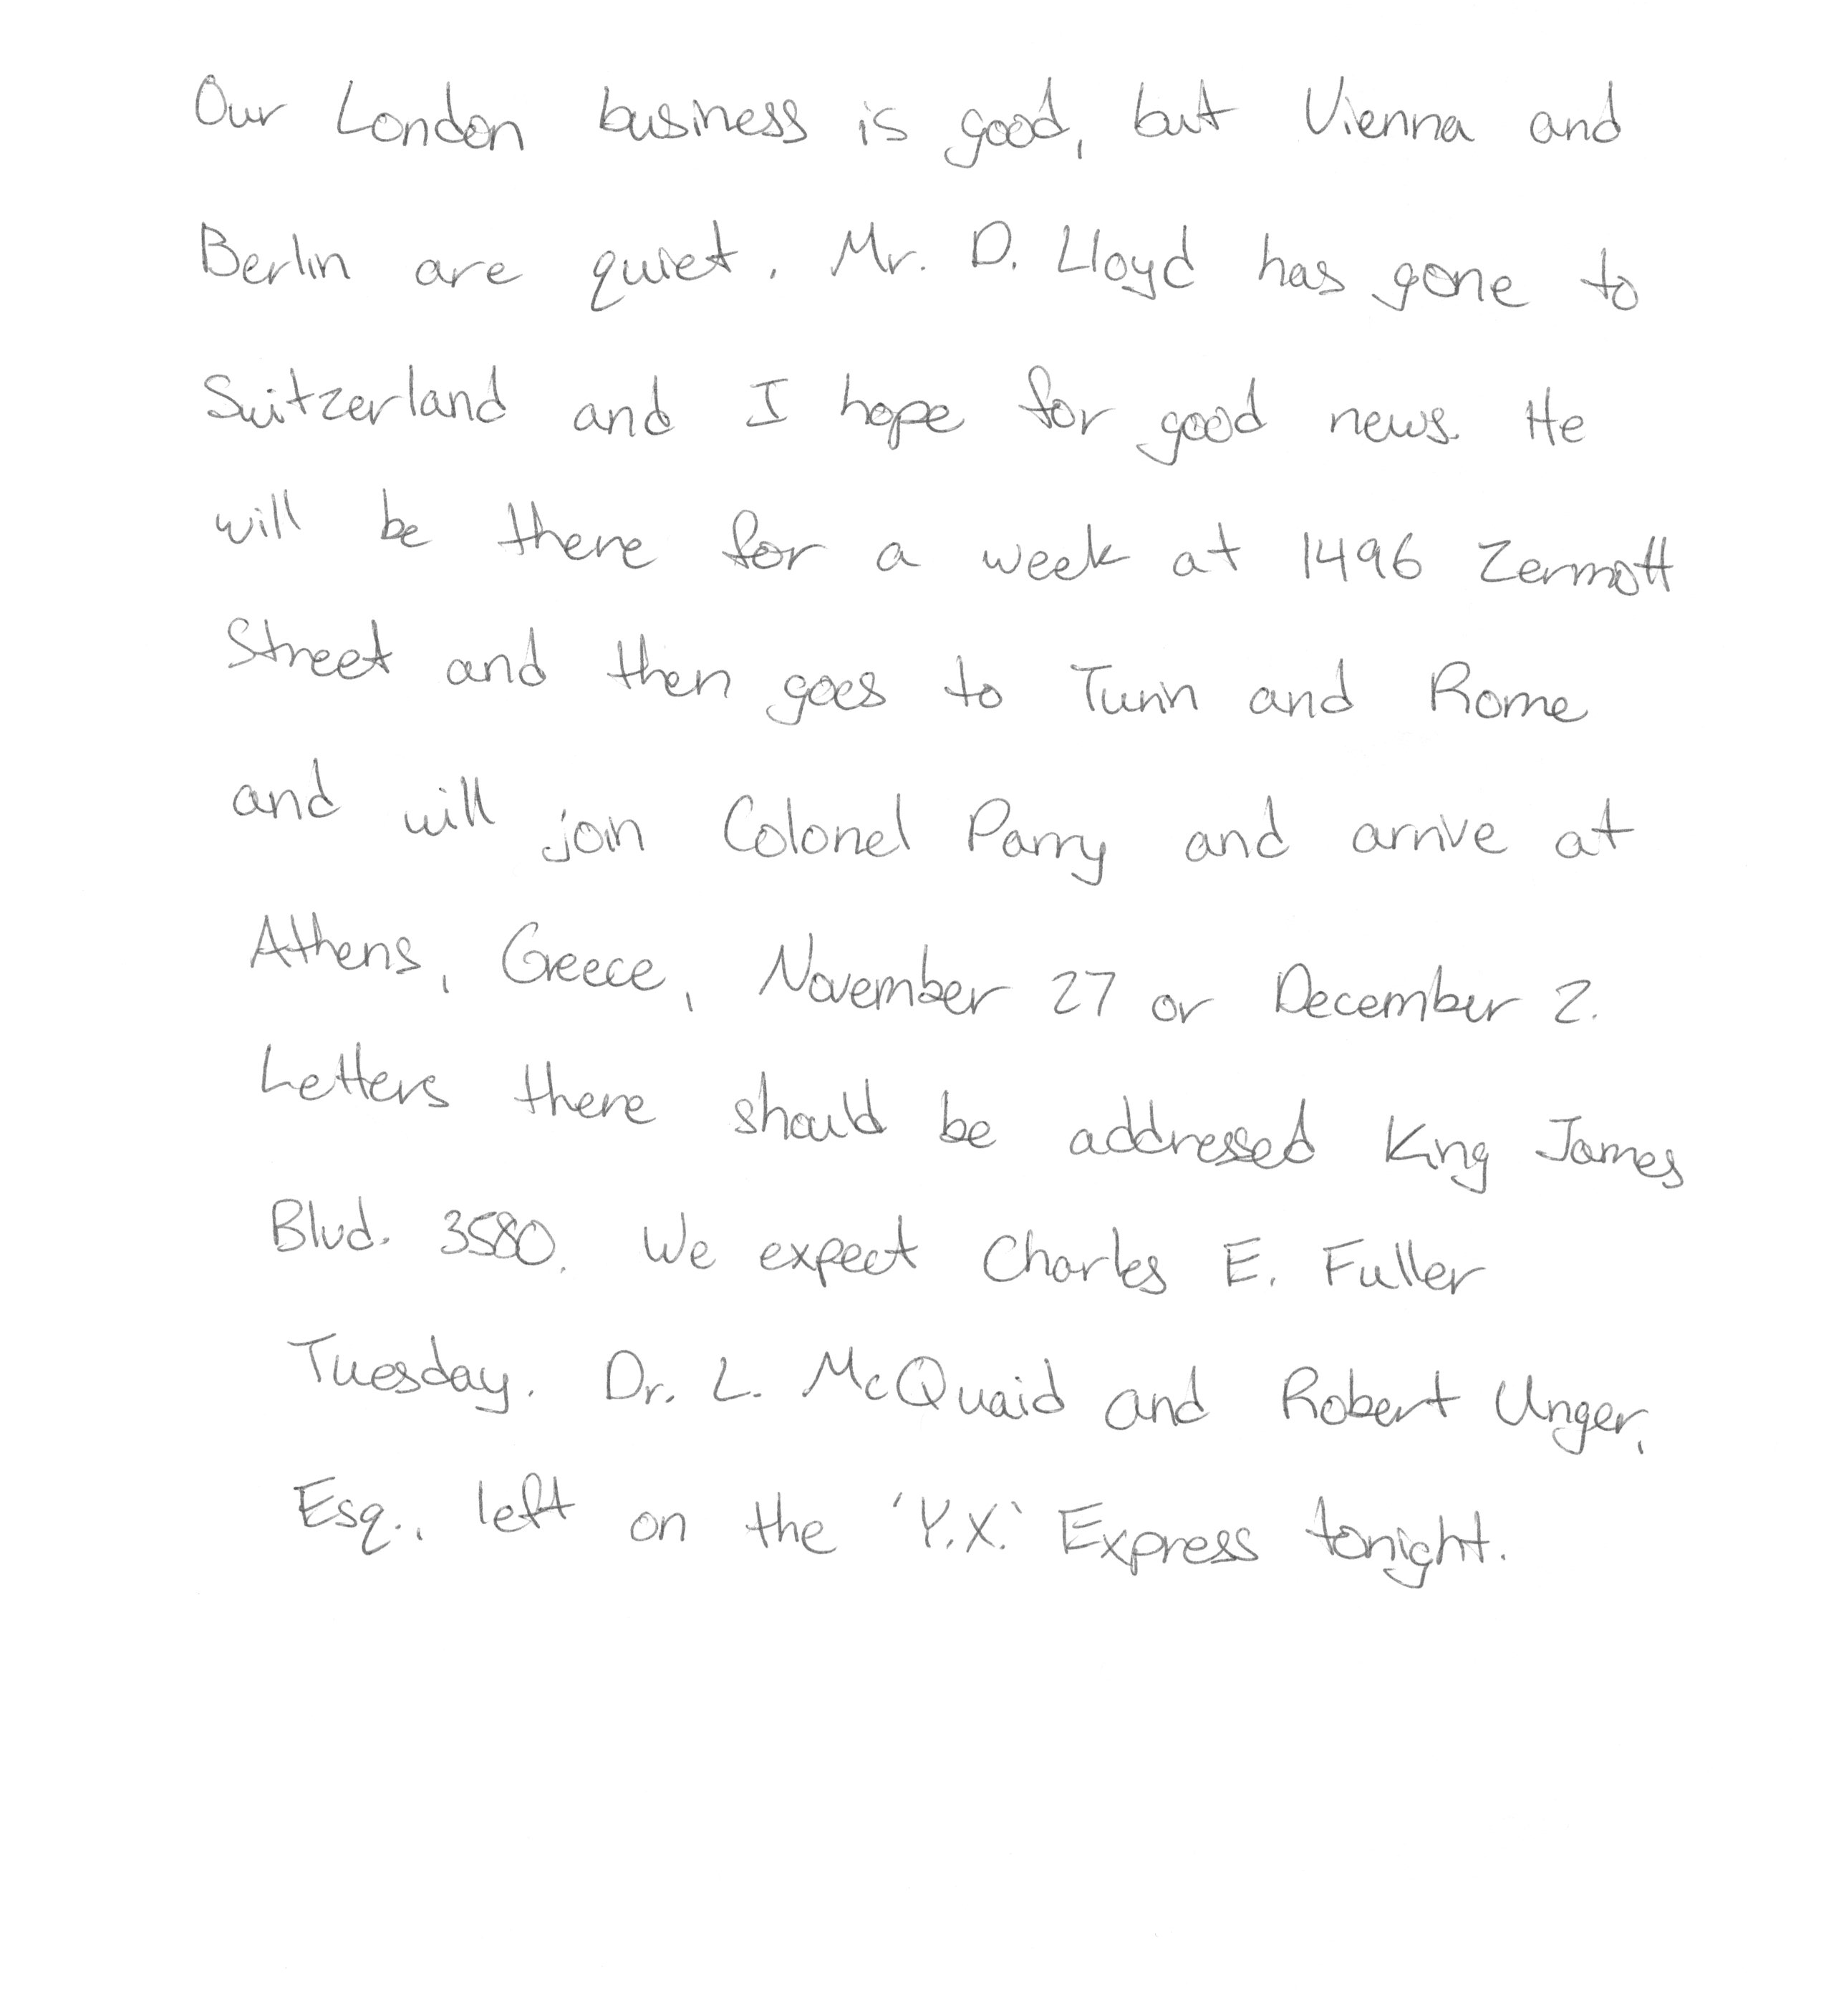 Our London business is good, but Vienna and
Berlin are quiet. Mr. D. Lloyd has gone to
Switzerland and I hope for good news. He
will be there for a week at 1496 Zermott
Street and then goes to Turin and Rome
and will join Colonel Parry and arrive at
Athens, Greece, November 27 or December 2.
Letters there should be addressed King James
Blvd. 3580. We expect Charles E. Fuller
Tuesday. Dr. L. McQuaid and Robert Unger,
Esq., left on the 'Y.X.' Express tonight.